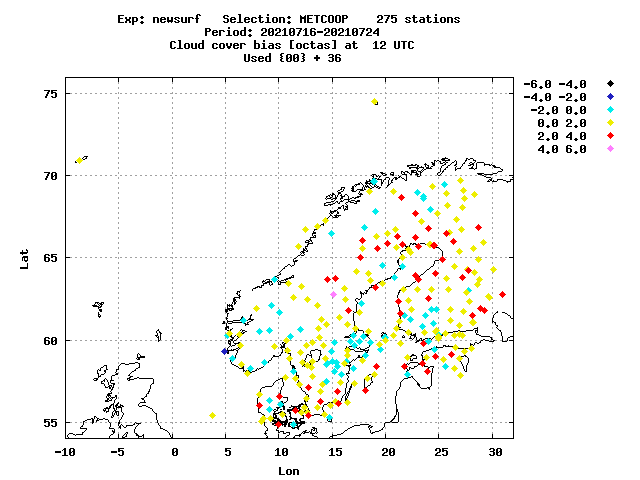 Exp: newsurf Selection: METCOOP 275 stations
Period: 20210716-20210724
Cloud cover bias [octas] at 12 UTC
Used {00} + 36
-6.0 -4.0
-4.0 -2.0
-2.0 0.0
0.0 2.0
2.0 4.0
4.0 6.0
75
70
65
60
55
Lat
-10 -5 0 5 10 15 20 25 30
Lon